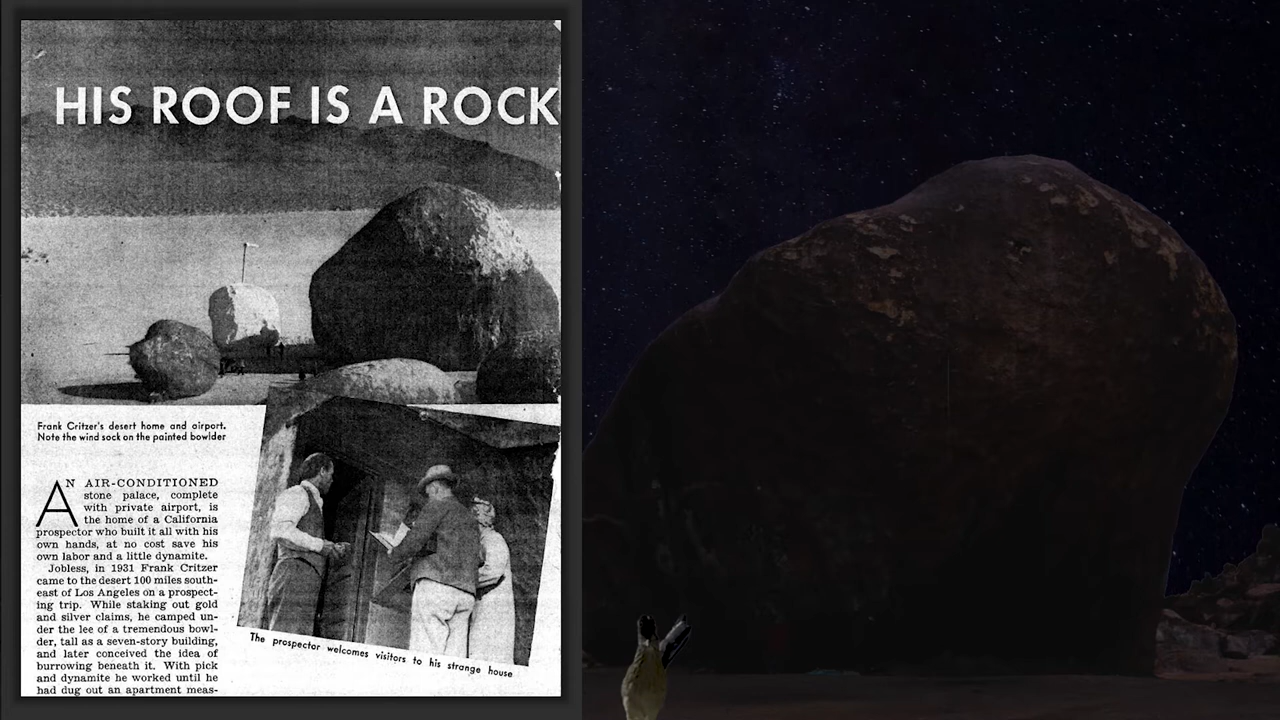 HIS ROOF IS A ROCK
Frank Critzer's desert home and airport.
Note the wind sock on the painted bowlder
AN AIR-CONDITIONED
stone palace, complete
with private airport, is
the home of a California
prospector who built it all with his
own hands, at no cost save his
own labor and a little dynamite.
Jobless, in 1931 Frank Critzer
came to the desert 100 miles south-
east of Los Angeles on a prospect-
ing trip. While staking out gold
and silver claims, he camped un-
der the lee of a tremendous bowl-
der, tall as a seven-story building,
and later conceived the idea of
burrowing beneath it. With pick
and dynamite he worked until he
had dug out an apartment meas-
The prospector welcomes visitors to his strange house